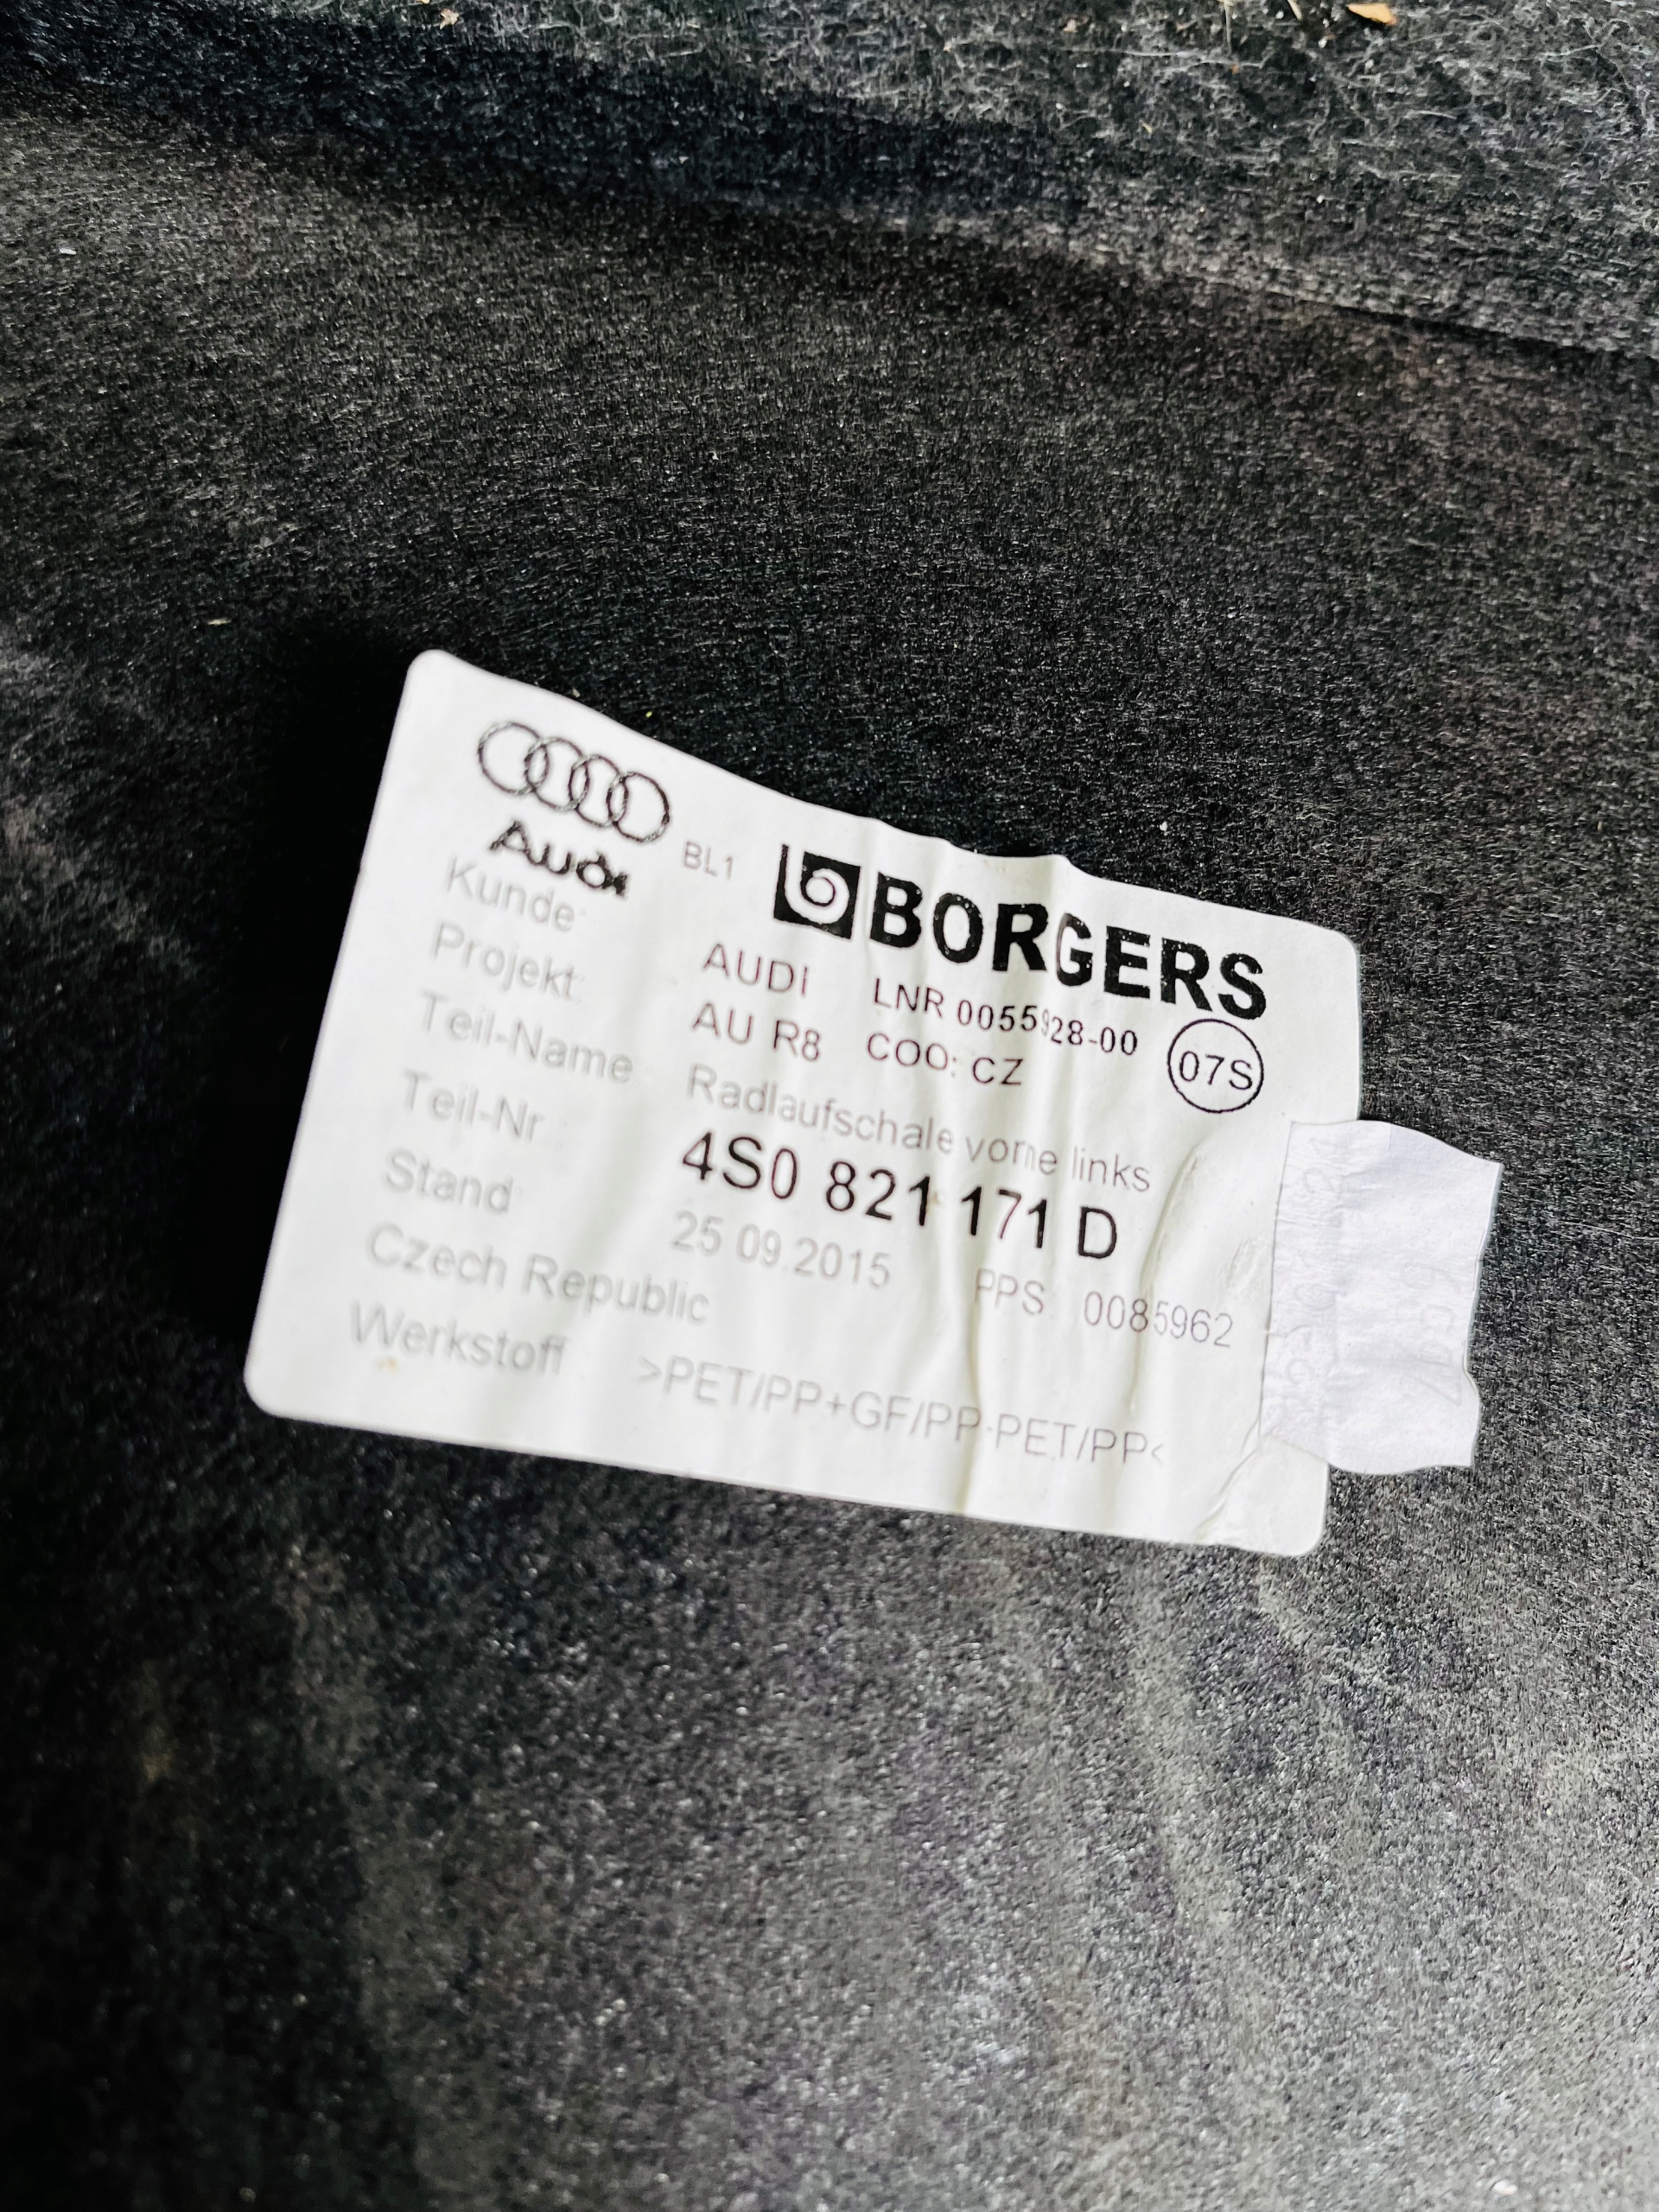 Audi BL1 BORGERS
Kunde: AUDI LNR 0055928-00
Projekt: AU R8 COO: CZ 07S
Teil-Name Radlaufschale vorne links
Teil-Nr.: 4S0 821 171 D
Stand 25.09.2015 PPS: 0085962
Czech Republic
Werkstoff >PET/PP+GF/PP-PET/PP<